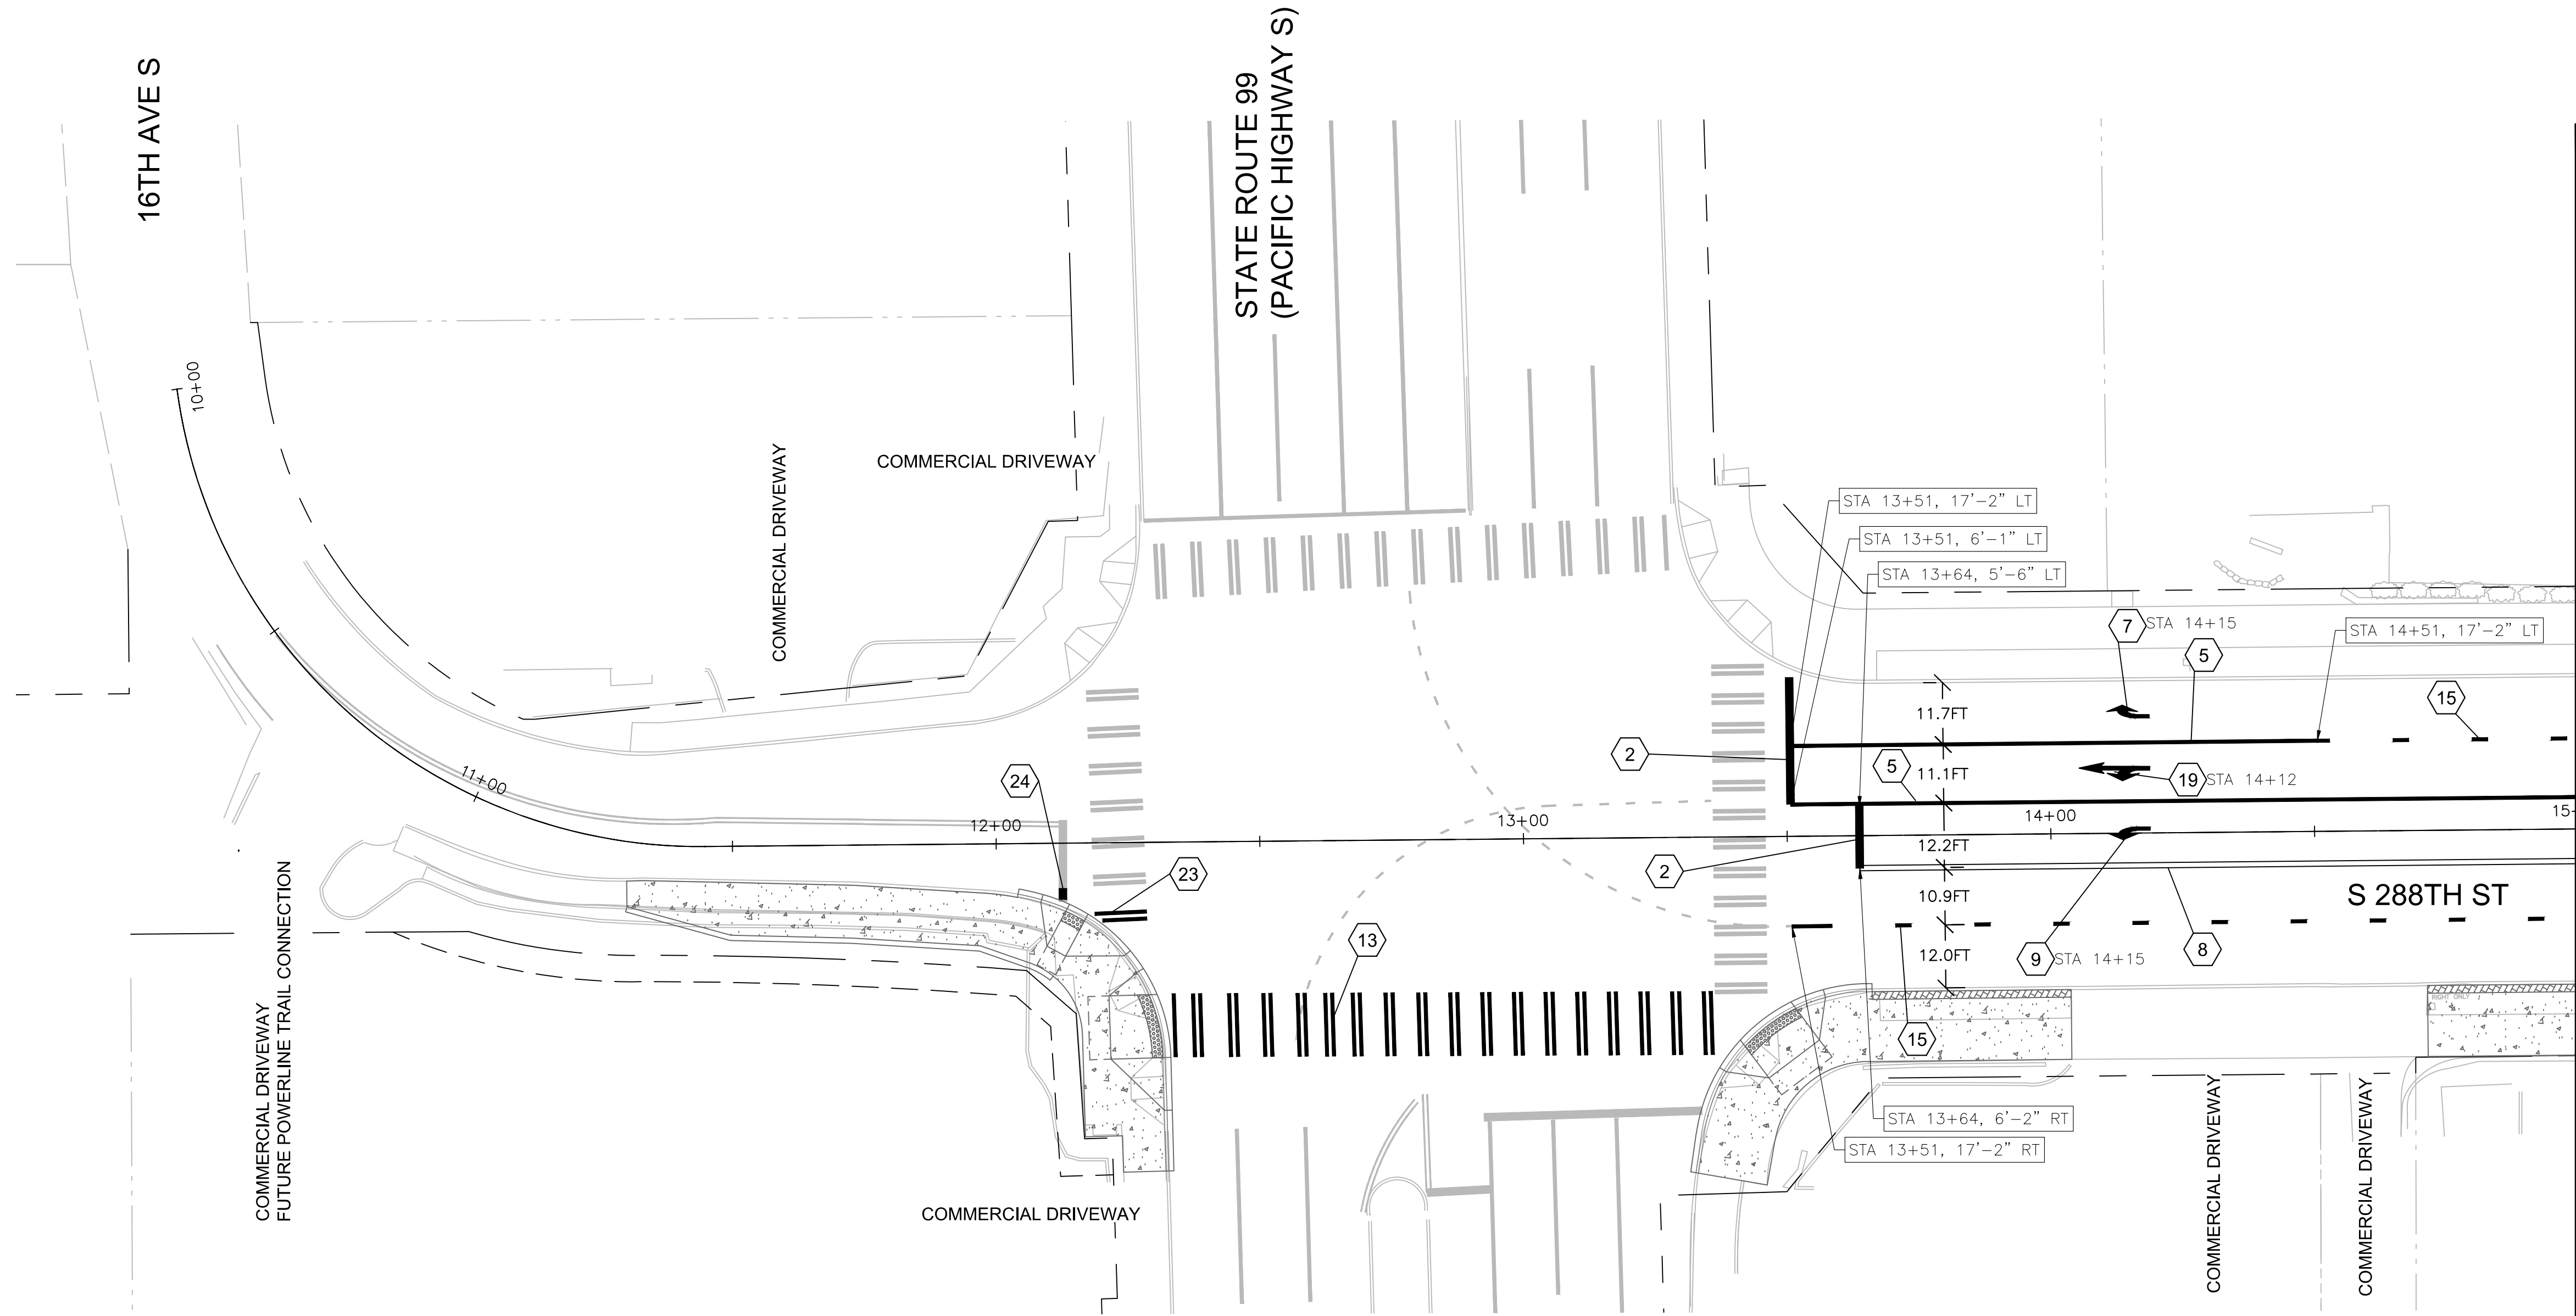 16TH AVE S
STATE ROUTE 99
(PACIFIC HIGHWAY S)
10+00
COMMERCIAL DRIVEWAY
COMMERCIAL DRIVEWAY
STA 13+51, 17'-2" LT
STA 13+51, 6'-1" LT
STA 13+64, 5'-6" LT
7
STA 14+15
STA 14+51, 17'-2" LT
5
15
11.7FT
2
5
11.1FT
19
STA 14+12
24
11+00
12+00
13+00
14+00
15+
12.2FT
2
23
10.9FT
S 288TH ST
13
12.0FT
9
STA 14+15
8
RIGHT ONLY
15
COMMERCIAL DRIVEWAY
FUTURE POWERLINE TRAIL CONNECTION
STA 13+64, 6'-2" RT
STA 13+51, 17'-2" RT
COMMERCIAL DRIVEWAY
COMMERCIAL DRIVEWAY
COMMERCIAL DRIVEWAY